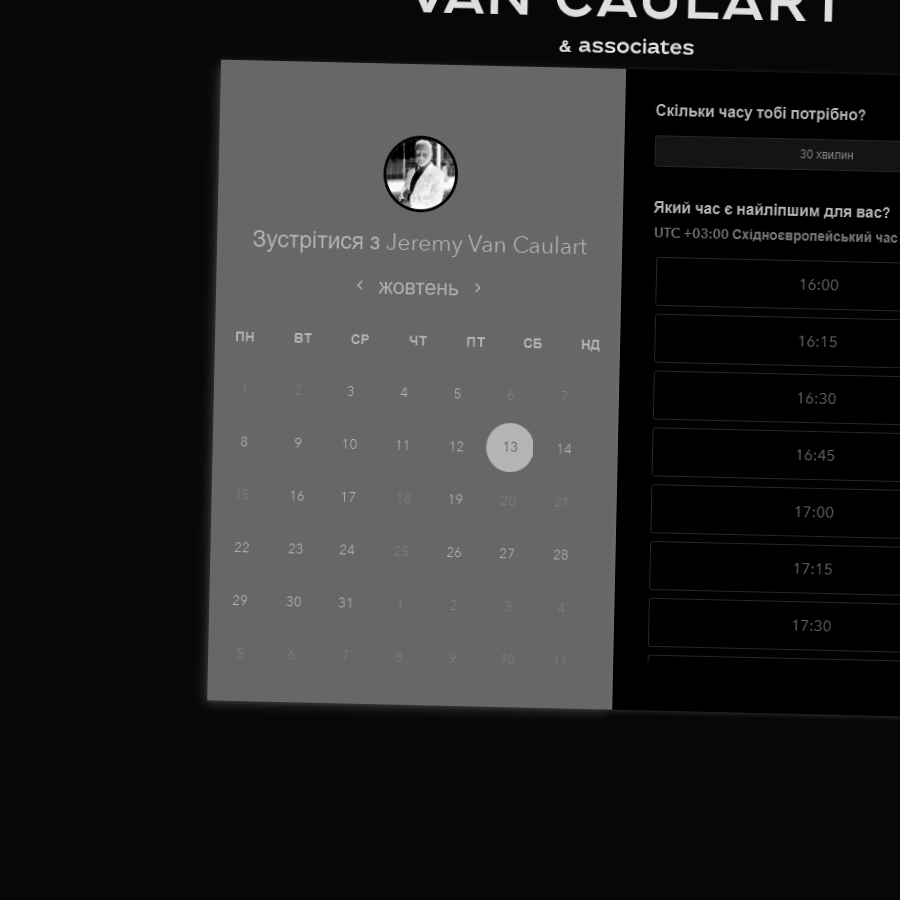 VAN CAULART
& associates
Зустрітися з Jeremy Van Caulart
жовтень
ПН ВТ СР ЧТ ПТ СБ НД
1 2 3 4 5 6 7
8 9 10 11 12 13 14
15 16 17 18 19 20 21
22 23 24 25 26 27 28
29 30 31 1 2 3 4
5 6 7 8 9 10 11
Скільки часу тобі потрібно?
30 хвилин
Який час є найліпшим для вас?
UTC +03:00 Східноєвропейський час
16:00
16:15
16:30
16:45
17:00
17:15
17:30